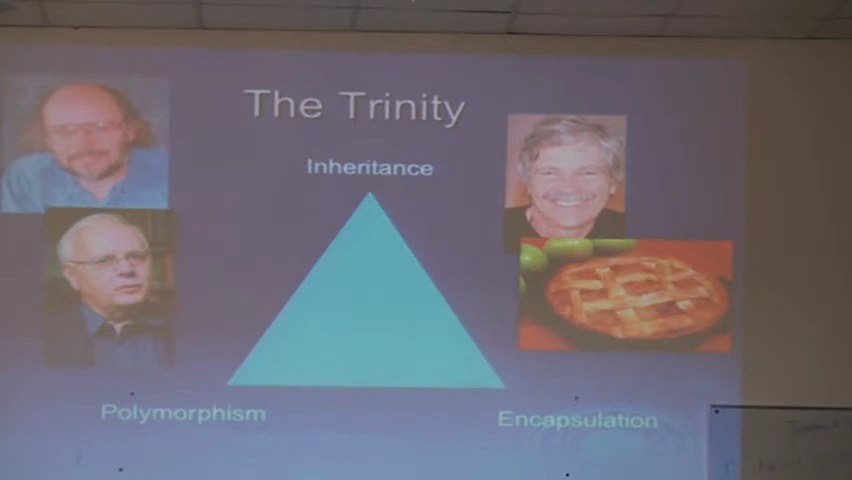 The Trinity
Inheritance
Polymorphism
Encapsulation